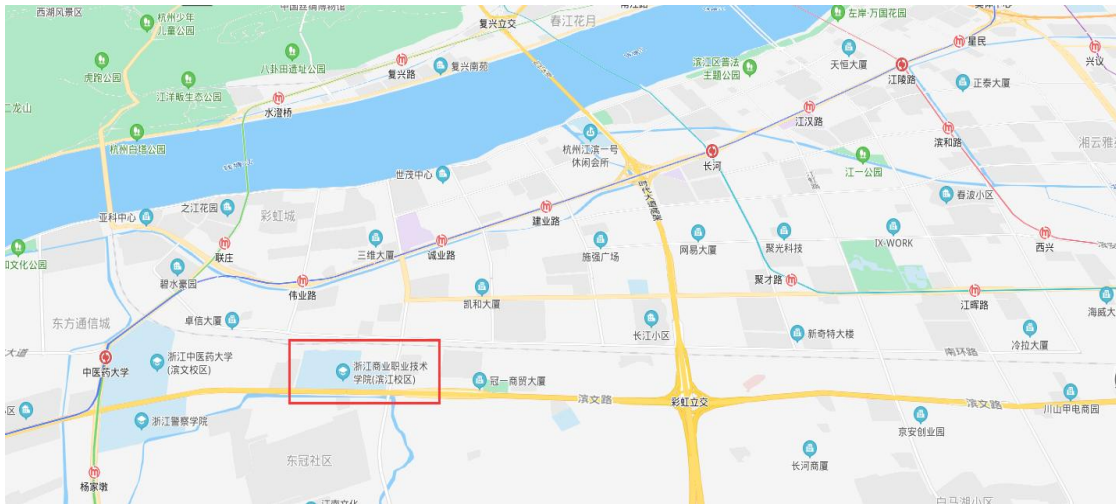 西湖风景区
杭州少年
儿童公园
中国丝绸博物馆
复兴立交
春江花月
左岸·万国花园
星民
兴议
虎跑公园
八卦田遗址公园
复兴路
复兴南苑
滨江区普法
主题公园
天恒大厦
江陵路
正泰大厦
二龙山
江洋畈生态公园
水澄桥
江汉路
滨和路
杭州白塔公园
杭州江滨一号
休闲会所
长河
江一公园
世茂中心
春波小区
之江花园
亚科中心
彩虹城
建业路
西兴
联庄
三维大厦
诚业路
施强广场
网易大厦
聚光科技
IX-WORK
和文化公园
碧水豪园
伟业路
凯和大厦
聚才路
江晖路
东方通信城
卓信大厦
长江小区
新奇特大楼
冷拉大厦
大道
中医药大学
浙江中医药大学
(滨文校区)
浙江商业职业技术
学院(滨江校区)
冠一商贸大厦
南环路
滨文路
彩虹立交
滨文路
川山甲电商园
浙江警察学院
京安创业园
东冠社区
长河商厦
杨家墩
白马湖小区